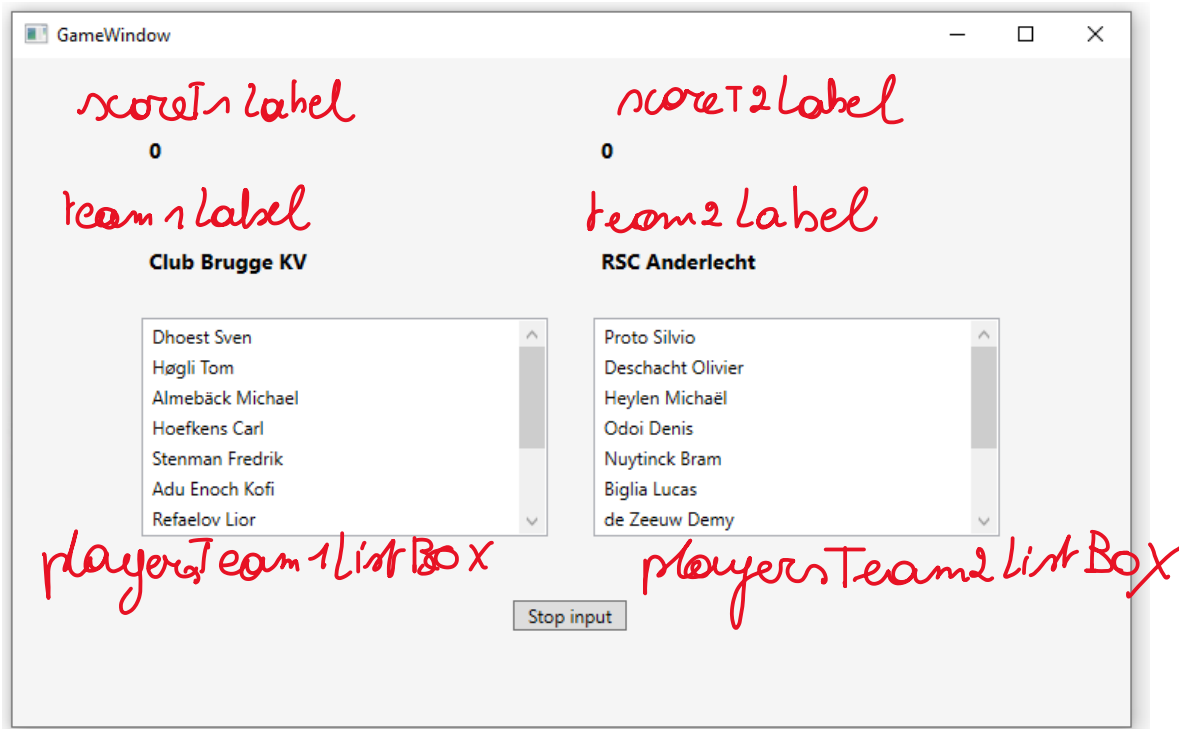 GameWindow
scoreT1Label scoreT2Label
0 0
team1Label team2Label
Club Brugge KV RSC Anderlecht
Dhoest Sven Proto Silvio
Høgli Tom Deschacht Olivier
Almebäck Michael Heylen Michaël
Hoefkens Carl Odoi Denis
Stenman Fredrik Nuytinck Bram
Adu Enoch Kofi Biglia Lucas
Refaelov Lior de Zeeuw Demy
playersTeam1ListBox playersTeam2ListBox
Stop input